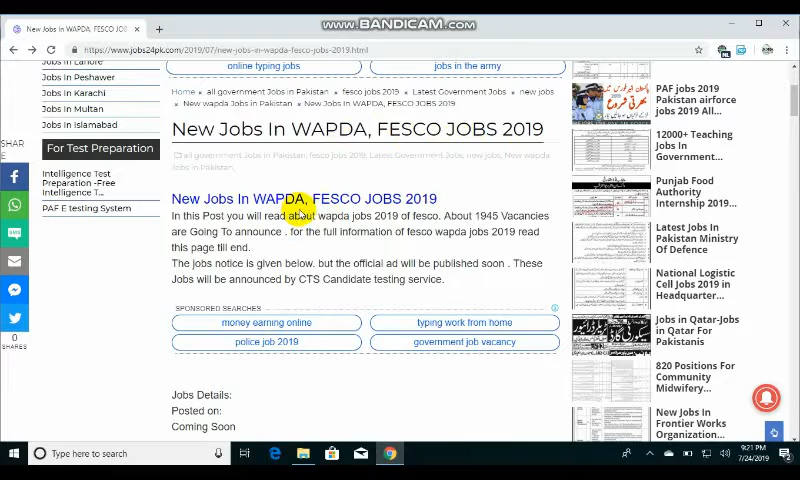 WWW.BANDICAM.COM
New Jobs In WAPDA, FESCO JOBS
https://www.jobs24pk.com/2019/07/new-jobs-in-wapda-fesco-jobs-2019.html
Jobs In Lahore
Jobs In Peshawer
Jobs In Karachi
Jobs In Multan
Jobs In Islamabad
For Test Preparation
Intelligence Test
Preparation -Free
Intelligence T...
PAF E testing System
SHAR
E
0
SHARES
online typing jobs
jobs in the army
Home » all government Jobs in Pakistan » fesco jobs 2019 » Latest Government Jobs » new jobs
» New wapda Jobs in Pakistan » New Jobs In WAPDA, FESCO JOBS 2019
New Jobs In WAPDA, FESCO JOBS 2019
all government Jobs in Pakistan, fesco jobs 2019, Latest Government Jobs, new jobs, New wapda
Jobs in Pakistan,
New Jobs In WAPDA, FESCO JOBS 2019
In this Post you will read about wapda jobs 2019 of fesco. About 1945 Vacancies
are Going To announce . for the full information of fesco wapda jobs 2019 read
this page till end.
The jobs notice is given below. but the official ad will be published soon . These
Jobs will be announced by CTS Candidate testing service.
SPONSORED SEARCHES
money earning online
typing work from home
police job 2019
government job vacancy
Jobs Details:
Posted on:
Coming Soon
PAF jobs 2019
Pakistan airforce
jobs 2019 All...
12000+ Teaching
Jobs In
Government...
Punjab Food
Authority
Internship 2019...
Latest Jobs In
Pakistan Ministry
Of Defence
National Logistic
Cell Jobs 2019 in
Headquarter...
Jobs in Qatar-Jobs
in Qatar For
Pakistanis
820 Positions For
Community
Midwifery...
New Jobs In
Frontier Works
Organization...
Type here to search
9:21 PM
7/24/2019
2